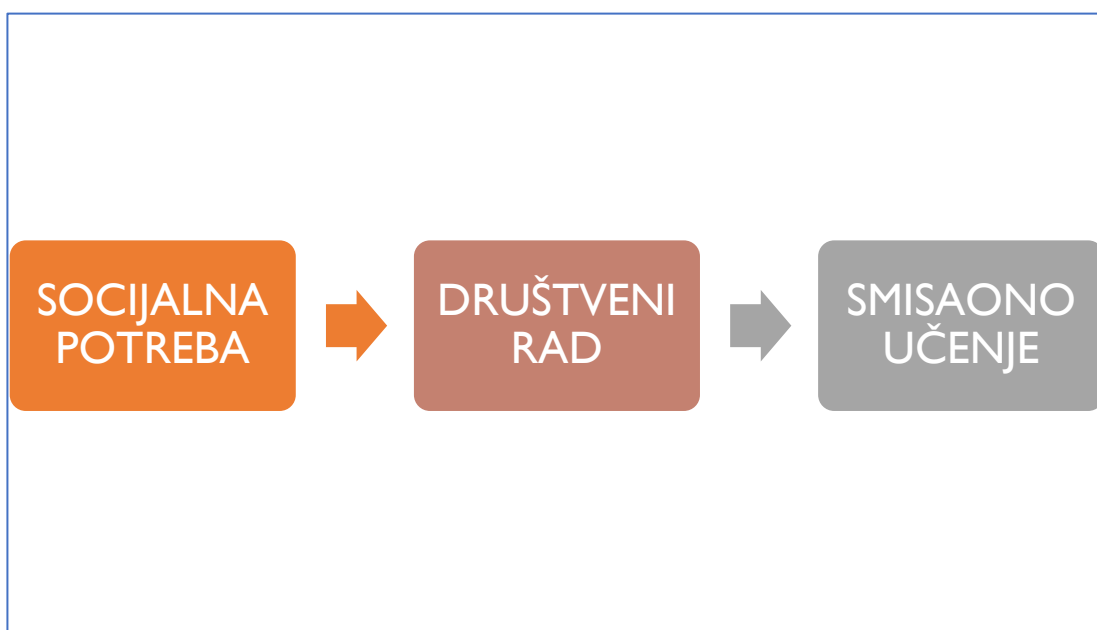 SOCIJALNA
POTREBA
DRUŠTVENI
RAD
SMISAONO
UČENJE